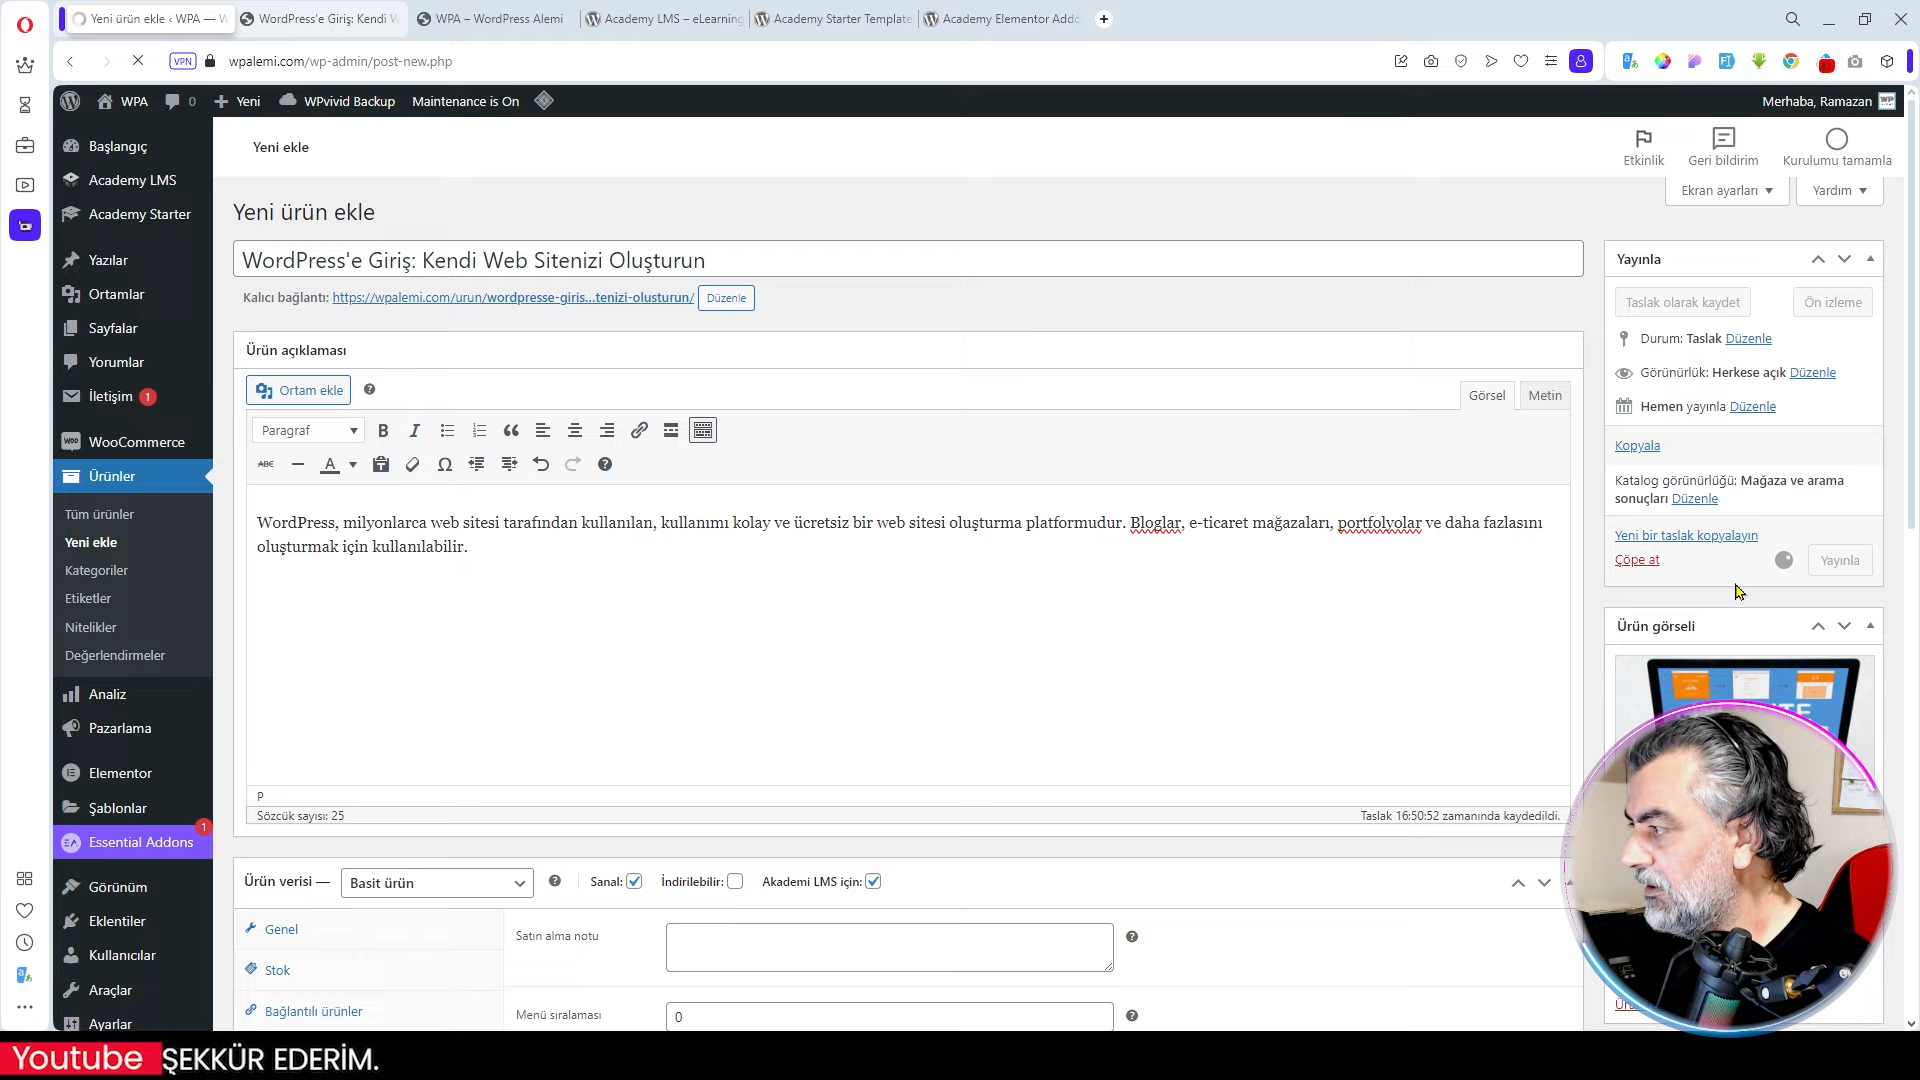 Yeni ürün ekle ‹ WPA — W
WordPress'e Giriş: Kendi W
WPA – WordPress Alemi
Academy LMS – eLearning
Academy Starter Template
Academy Elementor Addo
VPN
wpalemi.com/wp-admin/post-new.php
WPA
0
Yeni
WPvivid Backup
Maintenance is On
Merhaba, Ramazan
Başlangıç
Academy LMS
Academy Starter
Yazılar
Ortamlar
Sayfalar
Yorumlar
İletişim 1
WooCommerce
Ürünler
Tüm ürünler
Yeni ekle
Kategoriler
Etiketler
Nitelikler
Değerlendirmeler
Analiz
Pazarlama
Elementor
Şablonlar
Essential Addons 1
Görünüm
Eklentiler
Kullanıcılar
Araçlar
Ayarlar
Yeni ekle
Etkinlik
Geri bildirim
Kurulumu tamamla
Ekran ayarları
Yardım
Yeni ürün ekle
WordPress'e Giriş: Kendi Web Sitenizi Oluşturun
Kalıcı bağlantı: https://wpalemi.com/urun/wordpresse-giris...tenizi-olusturun/ Düzenle
Ürün açıklaması
Ortam ekle
Görsel
Metin
Paragraf
WordPress, milyonlarca web sitesi tarafından kullanılan, kullanımı kolay ve ücretsiz bir web sitesi oluşturma platformudur. Bloglar, e-ticaret mağazaları, portfolyolar ve daha fazlasını
oluşturmak için kullanılabilir.
P
Sözcük sayısı: 25
Taslak 16:50:52 zamanında kaydedildi.
Ürün verisi —
Basit ürün
Sanal:
İndirilebilir:
Akademi LMS için:
Genel
Stok
Bağlantılı ürünler
Satın alma notu
Menü sıralaması
0
Yayınla
Taslak olarak kaydet
Ön izleme
Durum: Taslak Düzenle
Görünürlük: Herkese açık Düzenle
Hemen yayınla Düzenle
Kopyala
Katalog görünürlüğü: Mağaza ve arama
sonuçları Düzenle
Yeni bir taslak kopyalayın
Çöpe at
Yayınla
Ürün görseli
Youtube ŞEKKÜR EDERİM.